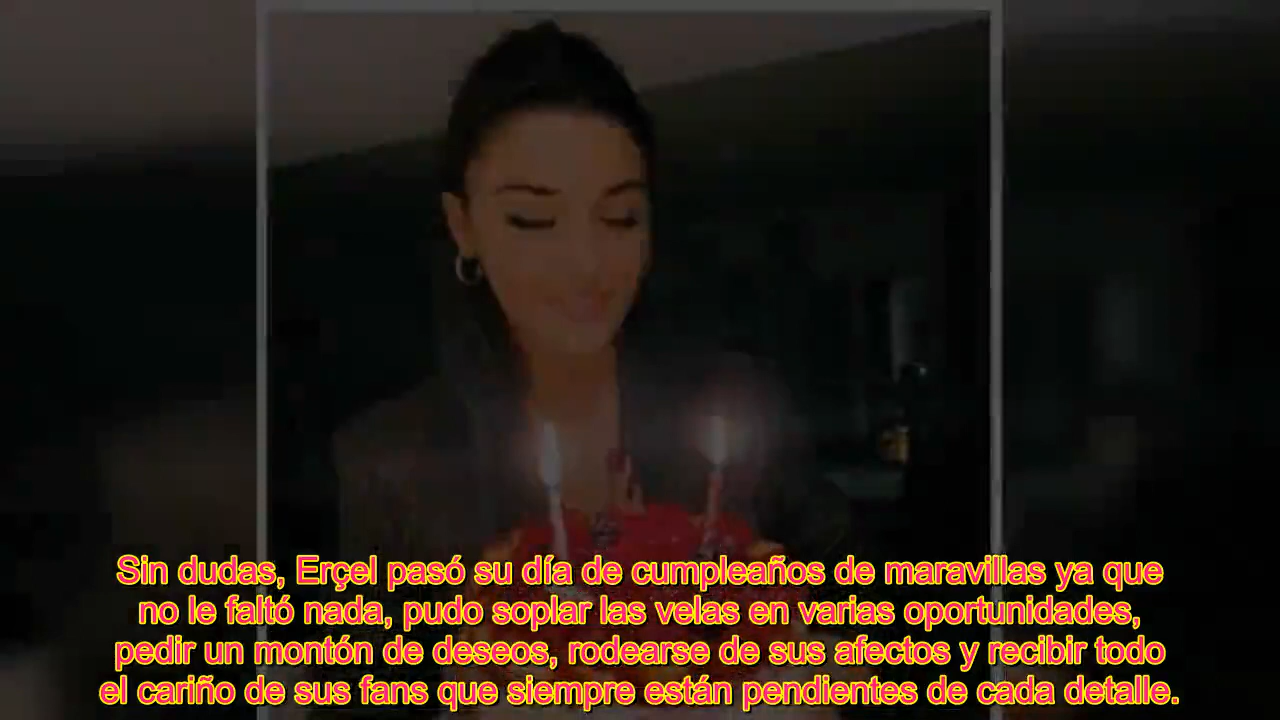 Sin dudas, Erçel pasó su día de cumpleaños de maravillas ya que
no le faltó nada, pudo soplar las velas en varias oportunidades,
pedir un montón de deseos, rodearse de sus afectos y recibir todo
el cariño de sus fans que siempre están pendientes de cada detalle.